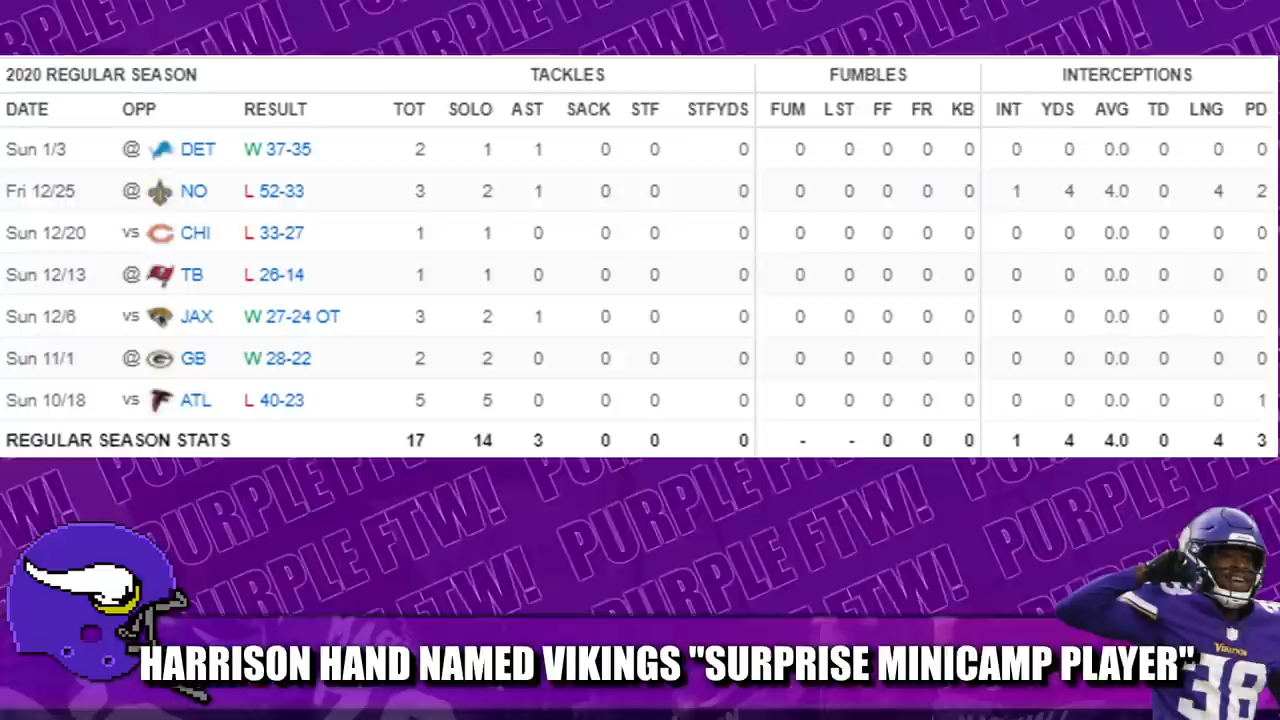 PURPLE FTW!
2020 REGULAR SEASON TACKLES FUMBLES INTERCEPTIONS
DATE OPP RESULT TOT SOLO AST SACK STF STFYDS FUM LST FF FR KB INT YDS AVG TD LNG PD
Sun 1/3 @ DET W 37-35 2 1 1 0 0 0 0 0 0 0 0 0 0 0.0 0 0 0
Fri 12/25 @ NO L 52-33 3 2 1 0 0 0 0 0 0 0 0 1 4 4.0 0 4 2
Sun 12/20 vs CHI L 33-27 1 1 0 0 0 0 0 0 0 0 0 0 0 0.0 0 0 0
Sun 12/13 @ TB L 26-14 1 1 0 0 0 0 0 0 0 0 0 0 0 0.0 0 0 0
Sun 12/6 vs JAX W 27-24 OT 3 2 1 0 0 0 0 0 0 0 0 0 0 0.0 0 0 0
Sun 11/1 @ GB W 28-22 2 2 0 0 0 0 0 0 0 0 0 0 0 0.0 0 0 0
Sun 10/18 vs ATL L 40-23 5 5 0 0 0 0 0 0 0 0 0 0 0 0.0 0 0 1
REGULAR SEASON STATS 17 14 3 0 0 0 - - 0 0 0 1 4 4.0 0 4 3
PURPLE FTW!
HARRISON HAND NAMED VIKINGS "SURPRISE MINICAMP PLAYER"
VIKINGS
38